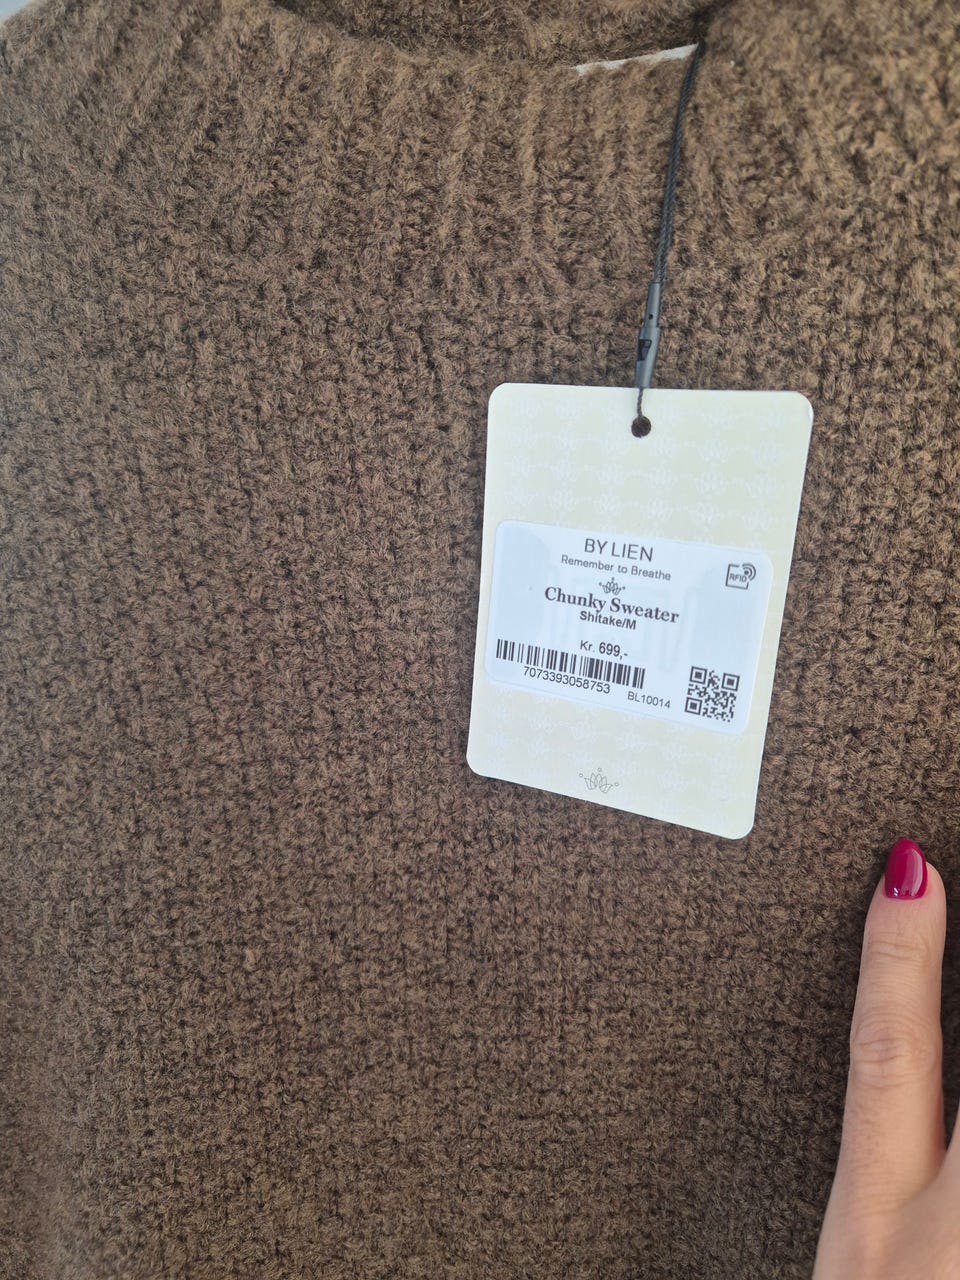 BY LIEN
Remember to Breathe
RFID
Chunky Sweater
Shitake/M
Kr. 699,-
7073393058753
BL10014